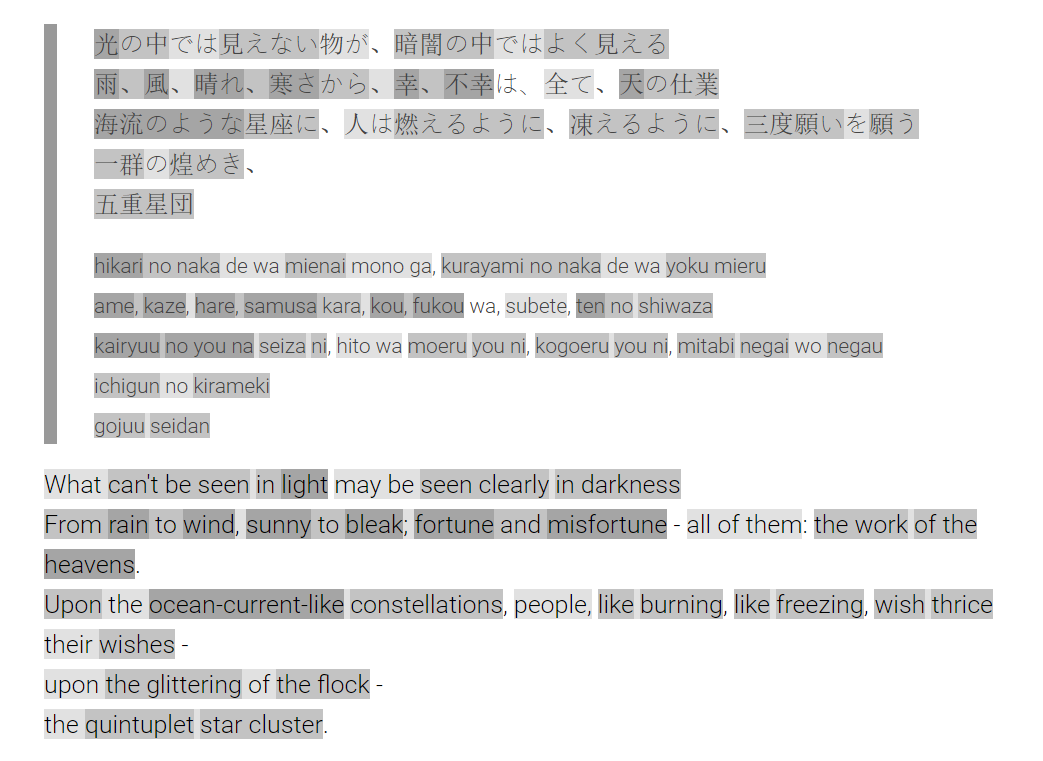 光の中では見えない物が、暗闇の中ではよく見える
雨、風、晴れ、寒さから、幸、不幸は、全て、天の仕業
海流のような星座に、人は燃えるように、凍えるように、三度願いを願う
一群の煌めき、
五重星団
hikari no naka de wa mienai mono ga, kurayami no naka de wa yoku mieru
ame, kaze, hare, samusa kara, kou, fukou wa, subete, ten no shiwaza
kairyuu no you na seiza ni, hito wa moeru you ni, kogoeru you ni, mitabi negai wo negau
ichigun no kirameki
gojuu seidan
What can't be seen in light may be seen clearly in darkness
From rain to wind, sunny to bleak; fortune and misfortune - all of them: the work of the
heavens.
Upon the ocean-current-like constellations, people, like burning, like freezing, wish thrice
their wishes -
upon the glittering of the flock -
the quintuplet star cluster.